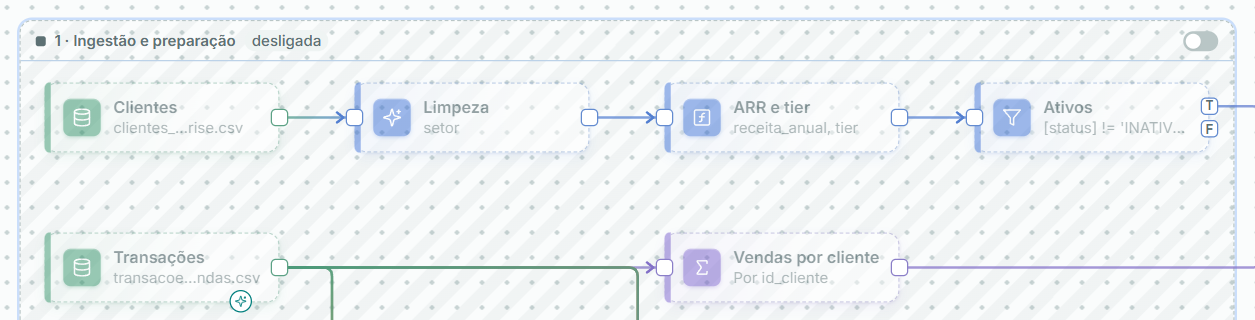 1 · Ingestão e preparação desligada
Clientes
clientes_...rise.csv
Limpeza
setor
ARR e tier
receita_anual, tier
Ativos
[status] != 'INATIV...
T
F
Transações
transacoe...ndas.csv
Vendas por cliente
Σ
Por id_cliente